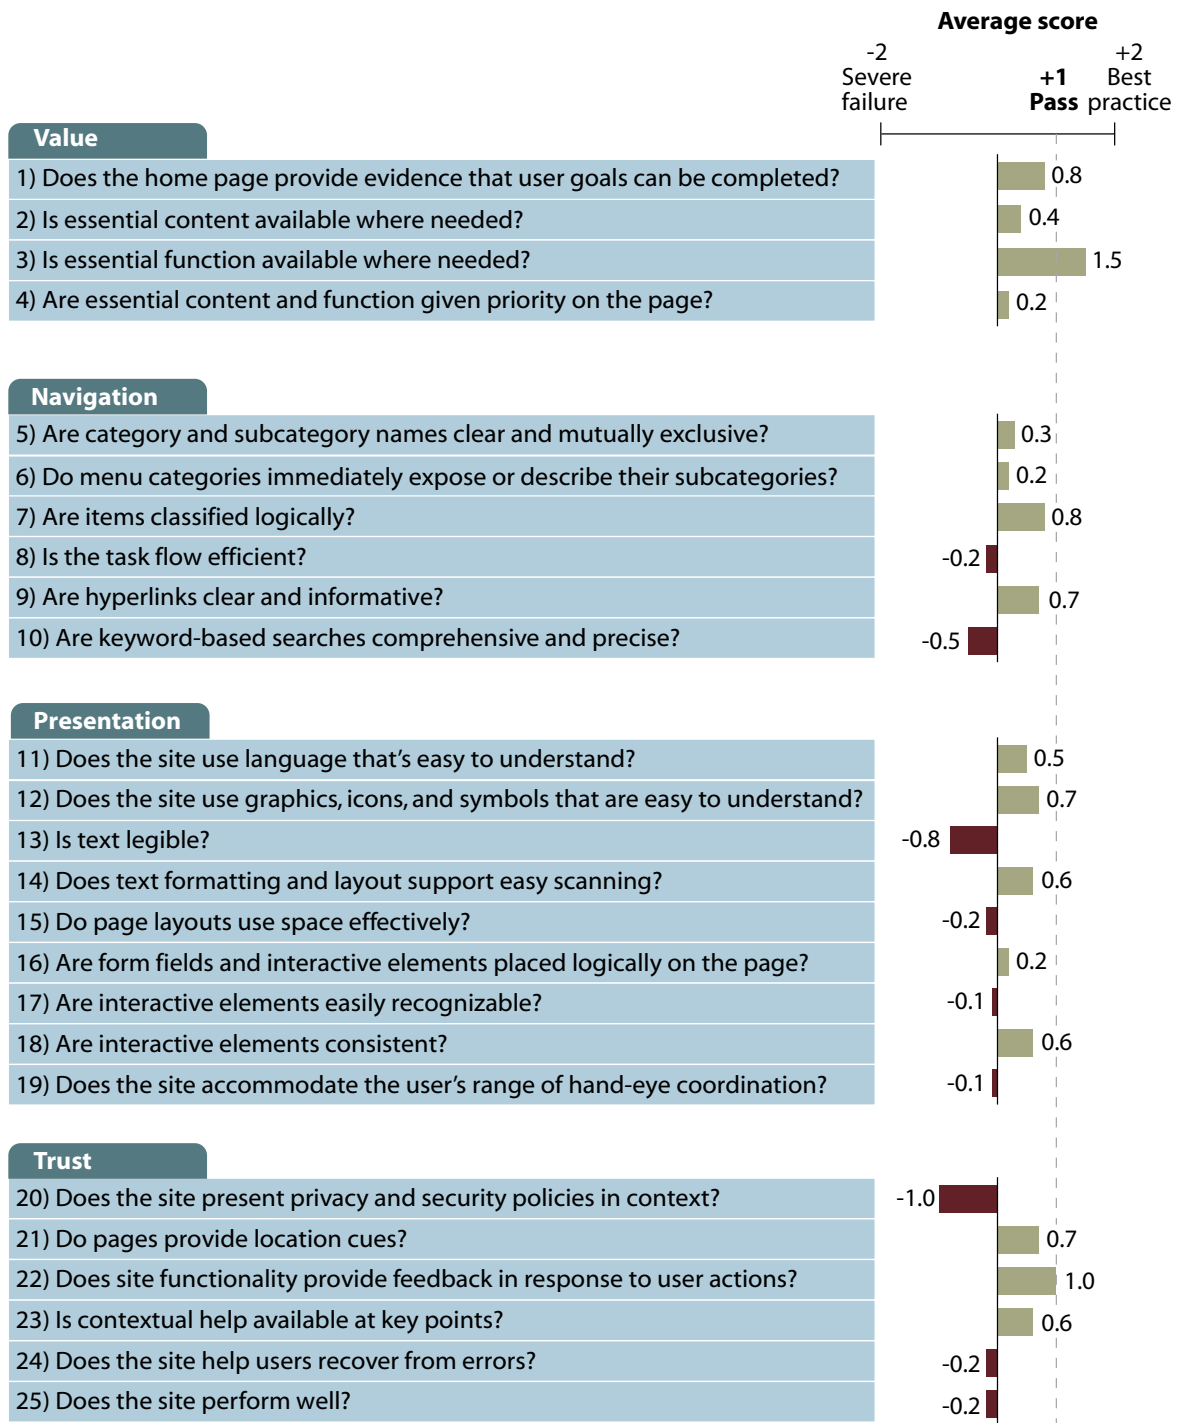 Average score
-2
Severe
failure
+1
Pass
+2
Best
practice
Value
1) Does the home page provide evidence that user goals can be completed? 0.8
2) Is essential content available where needed? 0.4
3) Is essential function available where needed? 1.5
4) Are essential content and function given priority on the page? 0.2
Navigation
5) Are category and subcategory names clear and mutually exclusive? 0.3
6) Do menu categories immediately expose or describe their subcategories? 0.2
7) Are items classified logically? 0.8
8) Is the task flow efficient? -0.2
9) Are hyperlinks clear and informative? 0.7
10) Are keyword-based searches comprehensive and precise? -0.5
Presentation
11) Does the site use language that's easy to understand? 0.5
12) Does the site use graphics, icons, and symbols that are easy to understand? 0.7
13) Is text legible? -0.8
14) Does text formatting and layout support easy scanning? 0.6
15) Do page layouts use space effectively? -0.2
16) Are form fields and interactive elements placed logically on the page? 0.2
17) Are interactive elements easily recognizable? -0.1
18) Are interactive elements consistent? 0.6
19) Does the site accommodate the user's range of hand-eye coordination? -0.1
Trust
20) Does the site present privacy and security policies in context? -1.0
21) Do pages provide location cues? 0.7
22) Does site functionality provide feedback in response to user actions? 1.0
23) Is contextual help available at key points? 0.6
24) Does the site help users recover from errors? -0.2
25) Does the site perform well? -0.2